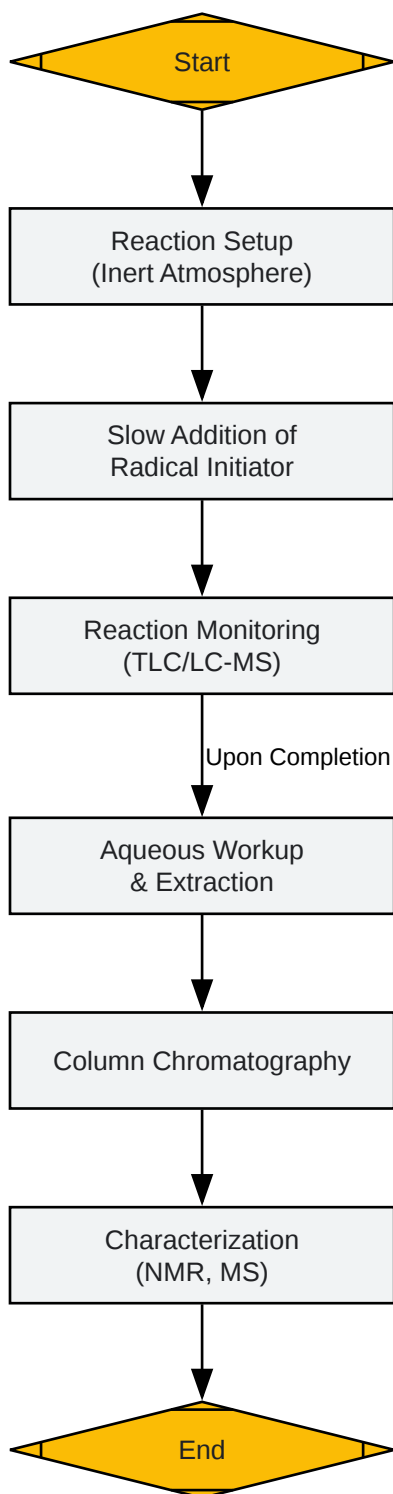 Start
Reaction Setup
(Inert Atmosphere)
Slow Addition of
Radical Initiator
Reaction Monitoring
(TLC/LC-MS)
Upon Completion
Aqueous Workup
& Extraction
Column Chromatography
Characterization
(NMR, MS)
End